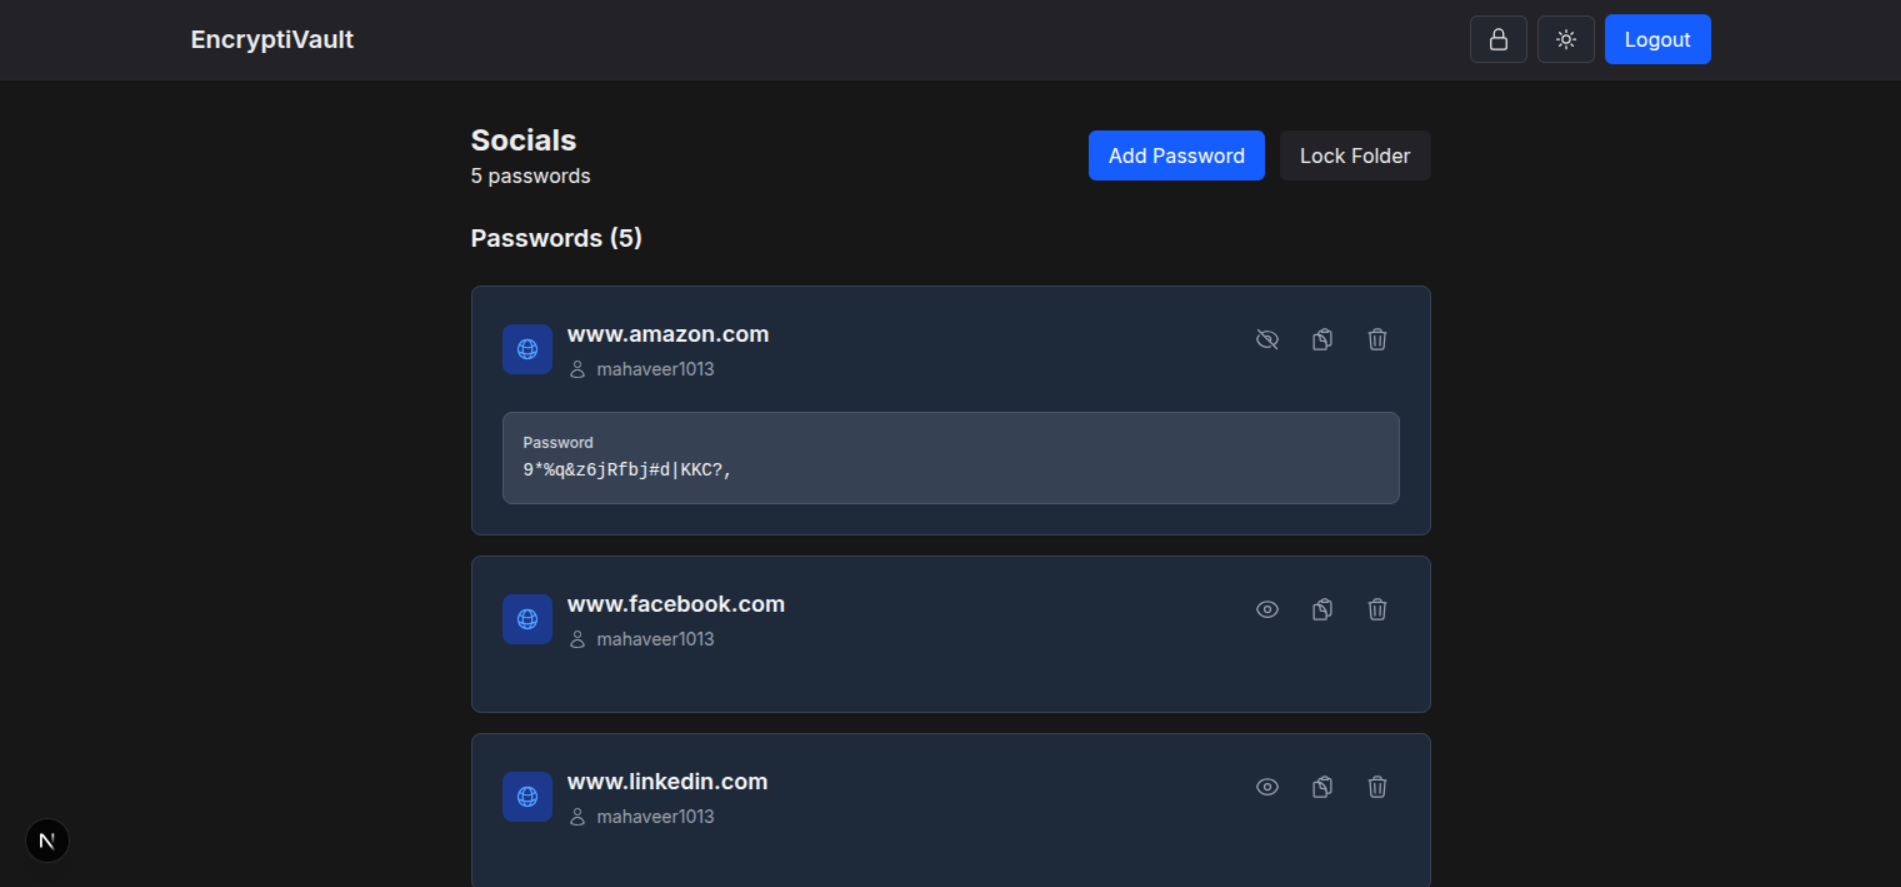 EncryptiVault
Logout
Socials
5 passwords
Add Password
Lock Folder
Passwords (5)
www.amazon.com
mahaveer1013
Password
9*%q&z6jRfbj#d|KKC?,
www.facebook.com
mahaveer1013
www.linkedin.com
mahaveer1013
N